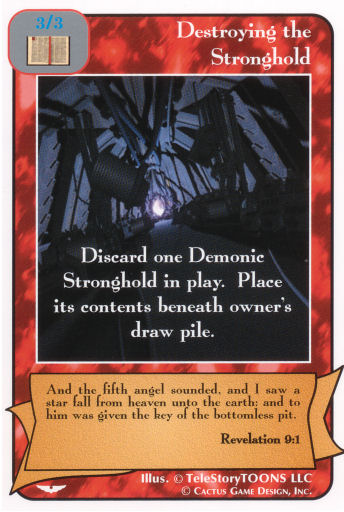 3/3
Destroying the
Stronghold
Discard one Demonic
Stronghold in play. Place
its contents beneath owner's
draw pile.
And the fifth angel sounded, and I saw a
star fall from heaven unto the earth: and to
him was given the key of the bottomless pit.
Revelation 9:1
Illus. © TeleStoryTOONS LLC
© Cactus Game Design, Inc.